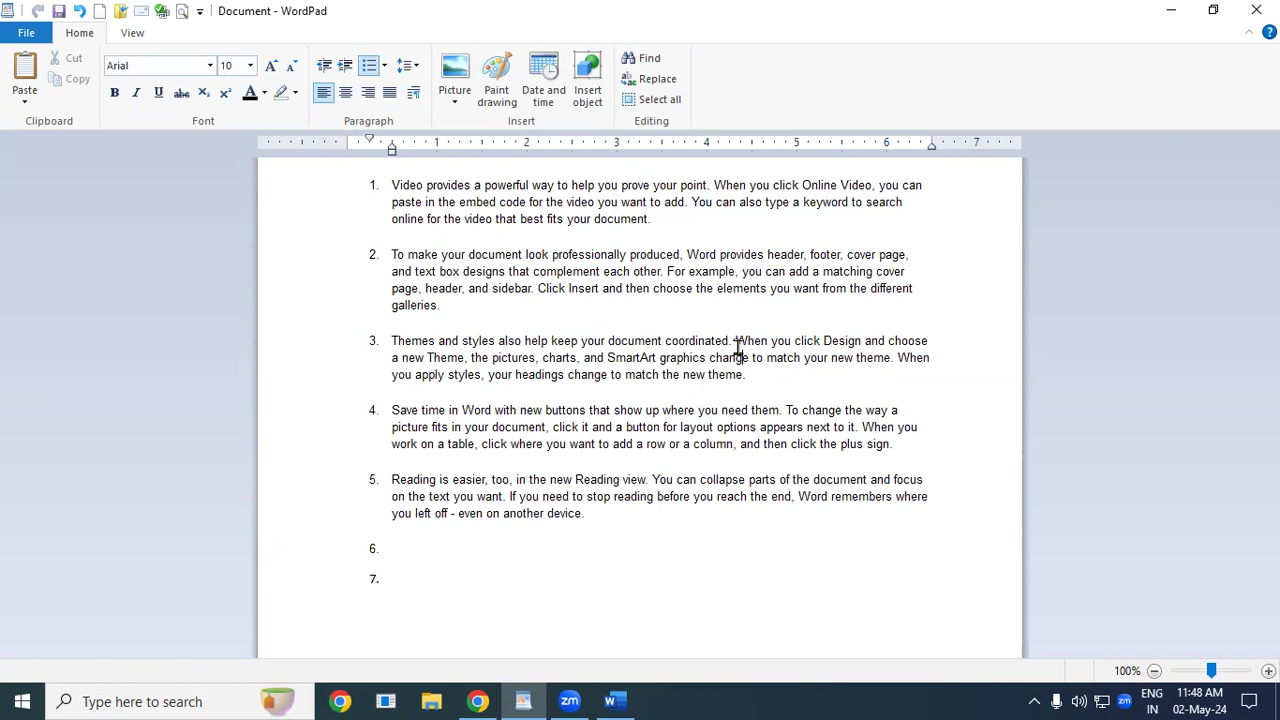 Document - WordPad
File Home View
Paste
Cut
Copy
Clipboard
Arial 10
B I U abc X₂ X² A
Font
Paragraph
Picture
Paint drawing
Date and time
Insert object
Insert
Find
Replace
Select all
Editing
1 2 3 4 5 6 7
1. Video provides a powerful way to help you prove your point. When you click Online Video, you can
paste in the embed code for the video you want to add. You can also type a keyword to search
online for the video that best fits your document.
2. To make your document look professionally produced, Word provides header, footer, cover page,
and text box designs that complement each other. For example, you can add a matching cover
page, header, and sidebar. Click Insert and then choose the elements you want from the different
galleries.
3. Themes and styles also help keep your document coordinated. When you click Design and choose
a new Theme, the pictures, charts, and SmartArt graphics change to match your new theme. When
you apply styles, your headings change to match the new theme.
4. Save time in Word with new buttons that show up where you need them. To change the way a
picture fits in your document, click it and a button for layout options appears next to it. When you
work on a table, click where you want to add a row or a column, and then click the plus sign.
5. Reading is easier, too, in the new Reading view. You can collapse parts of the document and focus
on the text you want. If you need to stop reading before you reach the end, Word remembers where
you left off - even on another device.
6.
7.
100%
Type here to search
zm
W
zm
ENG
IN
11:48 AM
02-May-24